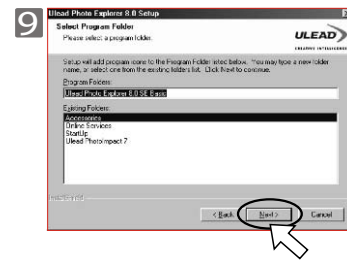 9
Ulead Photo Explorer 8.0 Setup
Select Program Folder
Please select a program folder.
ULEAD
CREATIVE INTELLIGENCE
Setup will add program icons to the Program Folder listed below. You may type a new folder
name, or select one from the existing folders list. Click Next to continue.
Program Folders:
Ulead Photo Explorer 8.0 SE Basic
Existing Folders:
Accessories
Online Services
StartUp
Ulead PhotoImpact 7
InstallShield
< Back
Next >
Cancel